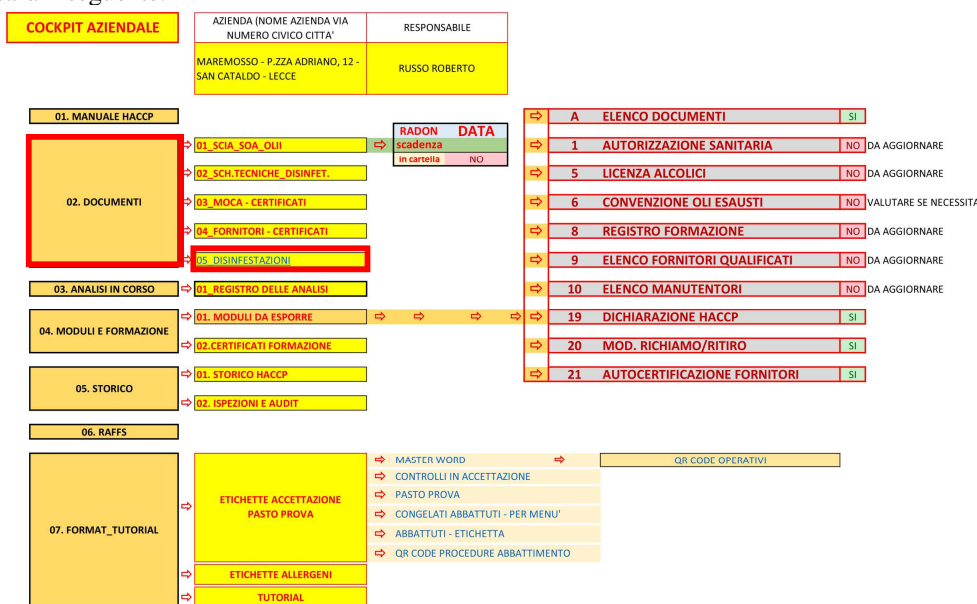 COCKPIT AZIENDALE
AZIENDA (NOME AZIENDA VIA
NUMERO CIVICO CITTA'
RESPONSABILE
MAREMOSSO - P.ZZA ADRIANO, 12 -
SAN CATALDO - LECCE
RUSSO ROBERTO
01. MANUALE HACCP
02. DOCUMENTI
01_SCIA_SOA_OLII
02_SCH.TECNICHE_DISINFET.
03_MOCA - CERTIFICATI
04_FORNITORI - CERTIFICATI
05_DISINFESTAZIONI
RADON DATA
scadenza
in cartella NO
03. ANALISI IN CORSO
01_REGISTRO DELLE ANALISI
04. MODULI E FORMAZIONE
01. MODULI DA ESPORRE
02.CERTIFICATI FORMAZIONE
05. STORICO
01. STORICO HACCP
02. ISPEZIONI E AUDIT
06. RAFFS
A ELENCO DOCUMENTI SI
1 AUTORIZZAZIONE SANITARIA NO DA AGGIORNARE
5 LICENZA ALCOLICI NO DA AGGIORNARE
6 CONVENZIONE OLI ESAUSTI NO VALUTARE SE NECESSITA
8 REGISTRO FORMAZIONE NO DA AGGIORNARE
9 ELENCO FORNITORI QUALIFICATI NO DA AGGIORNARE
10 ELENCO MANUTENTORI NO DA AGGIORNARE
19 DICHIARAZIONE HACCP SI
20 MOD. RICHIAMO/RITIRO SI
21 AUTOCERTIFICAZIONE FORNITORI SI
07. FORMAT_TUTORIAL
ETICHETTE ACCETTAZIONE
PASTO PROVA
MASTER WORD
QR CODE OPERATIVI
CONTROLLI IN ACCETTAZIONE
PASTO PROVA
CONGELATI ABBATTUTI - PER MENU'
ABBATTUTI - ETICHETTA
QR CODE PROCEDURE ABBATTIMENTO
ETICHETTE ALLERGENI
TUTORIAL